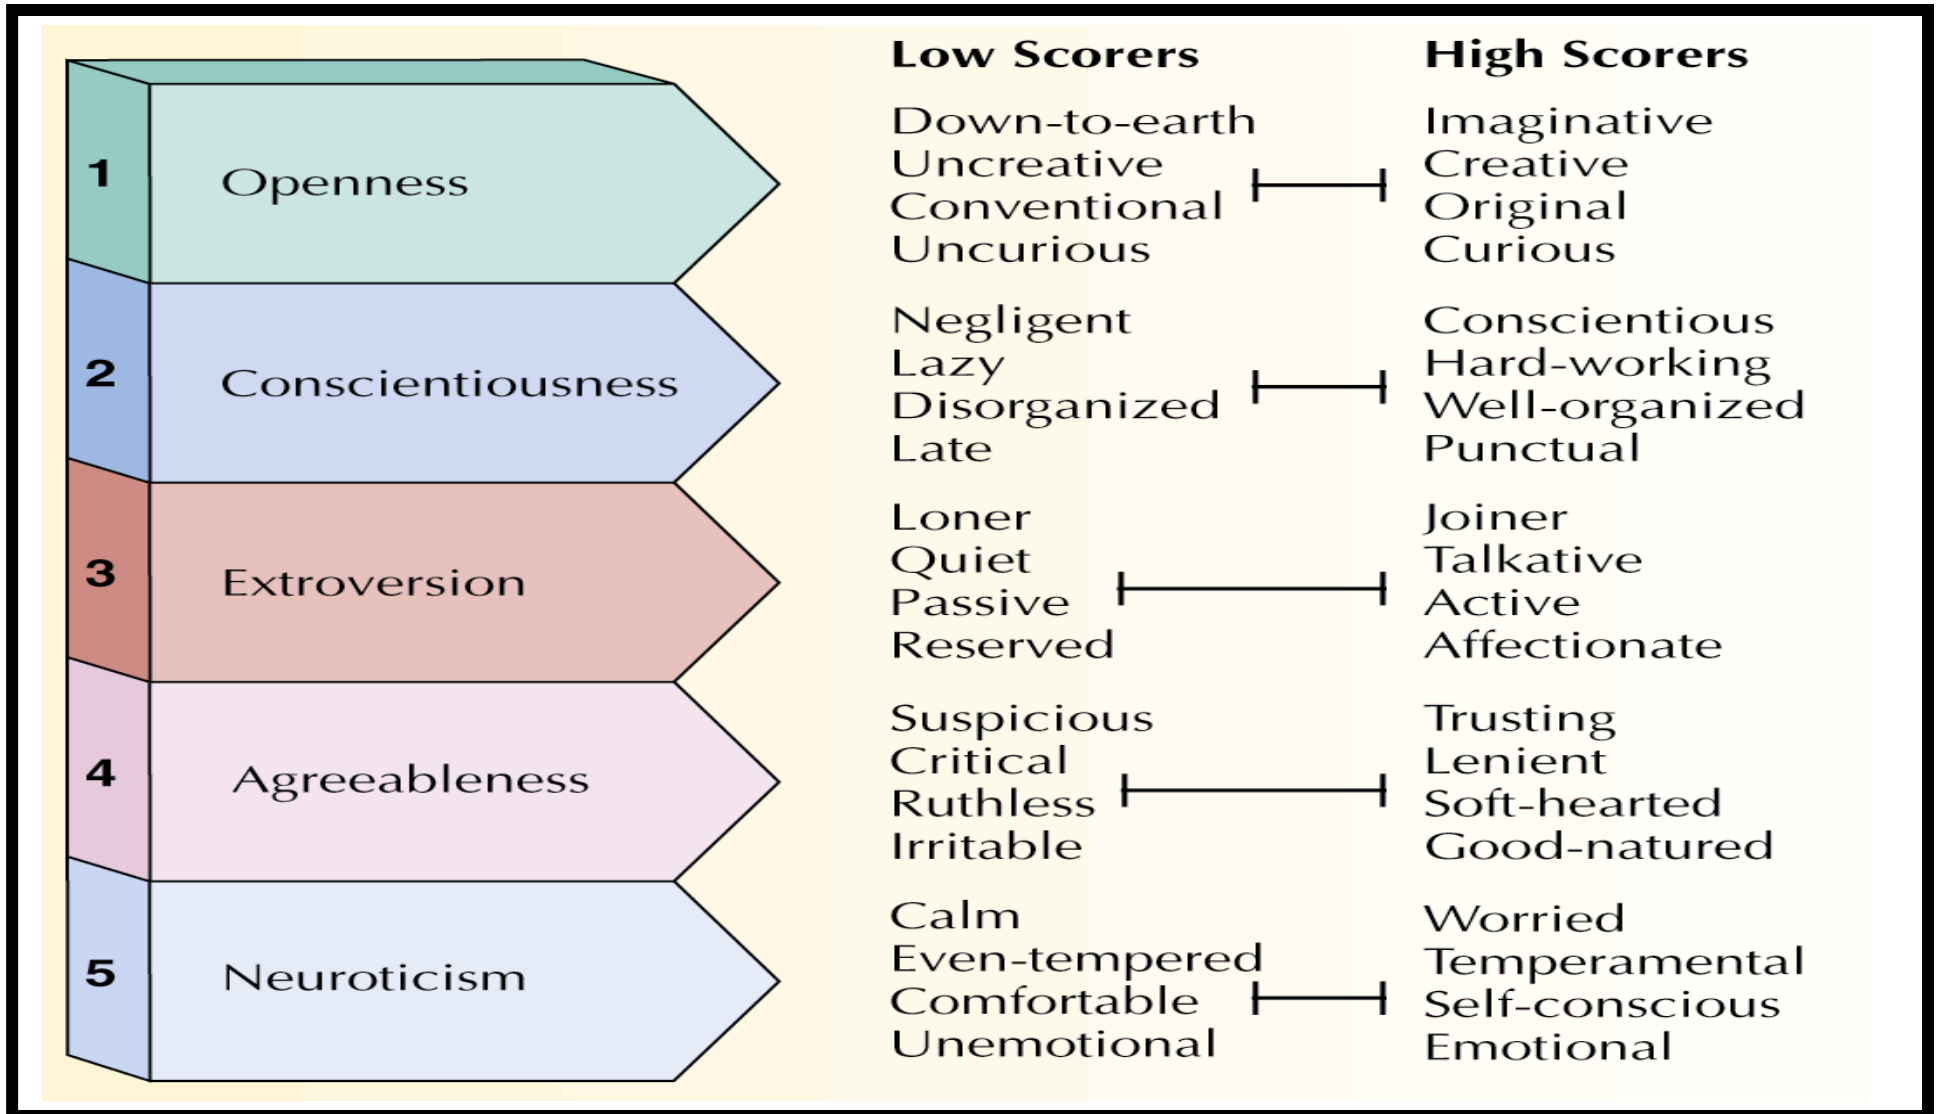 Low Scorers
High Scorers
1
Openness
Down-to-earth
Uncreative
Conventional
Uncurious
Imaginative
Creative
Original
Curious
2
Conscientiousness
Negligent
Lazy
Disorganized
Late
Conscientious
Hard-working
Well-organized
Punctual
3
Extroversion
Loner
Quiet
Passive
Reserved
Joiner
Talkative
Active
Affectionate
4
Agreeableness
Suspicious
Critical
Ruthless
Irritable
Trusting
Lenient
Soft-hearted
Good-natured
5
Neuroticism
Calm
Even-tempered
Comfortable
Unemotional
Worried
Temperamental
Self-conscious
Emotional